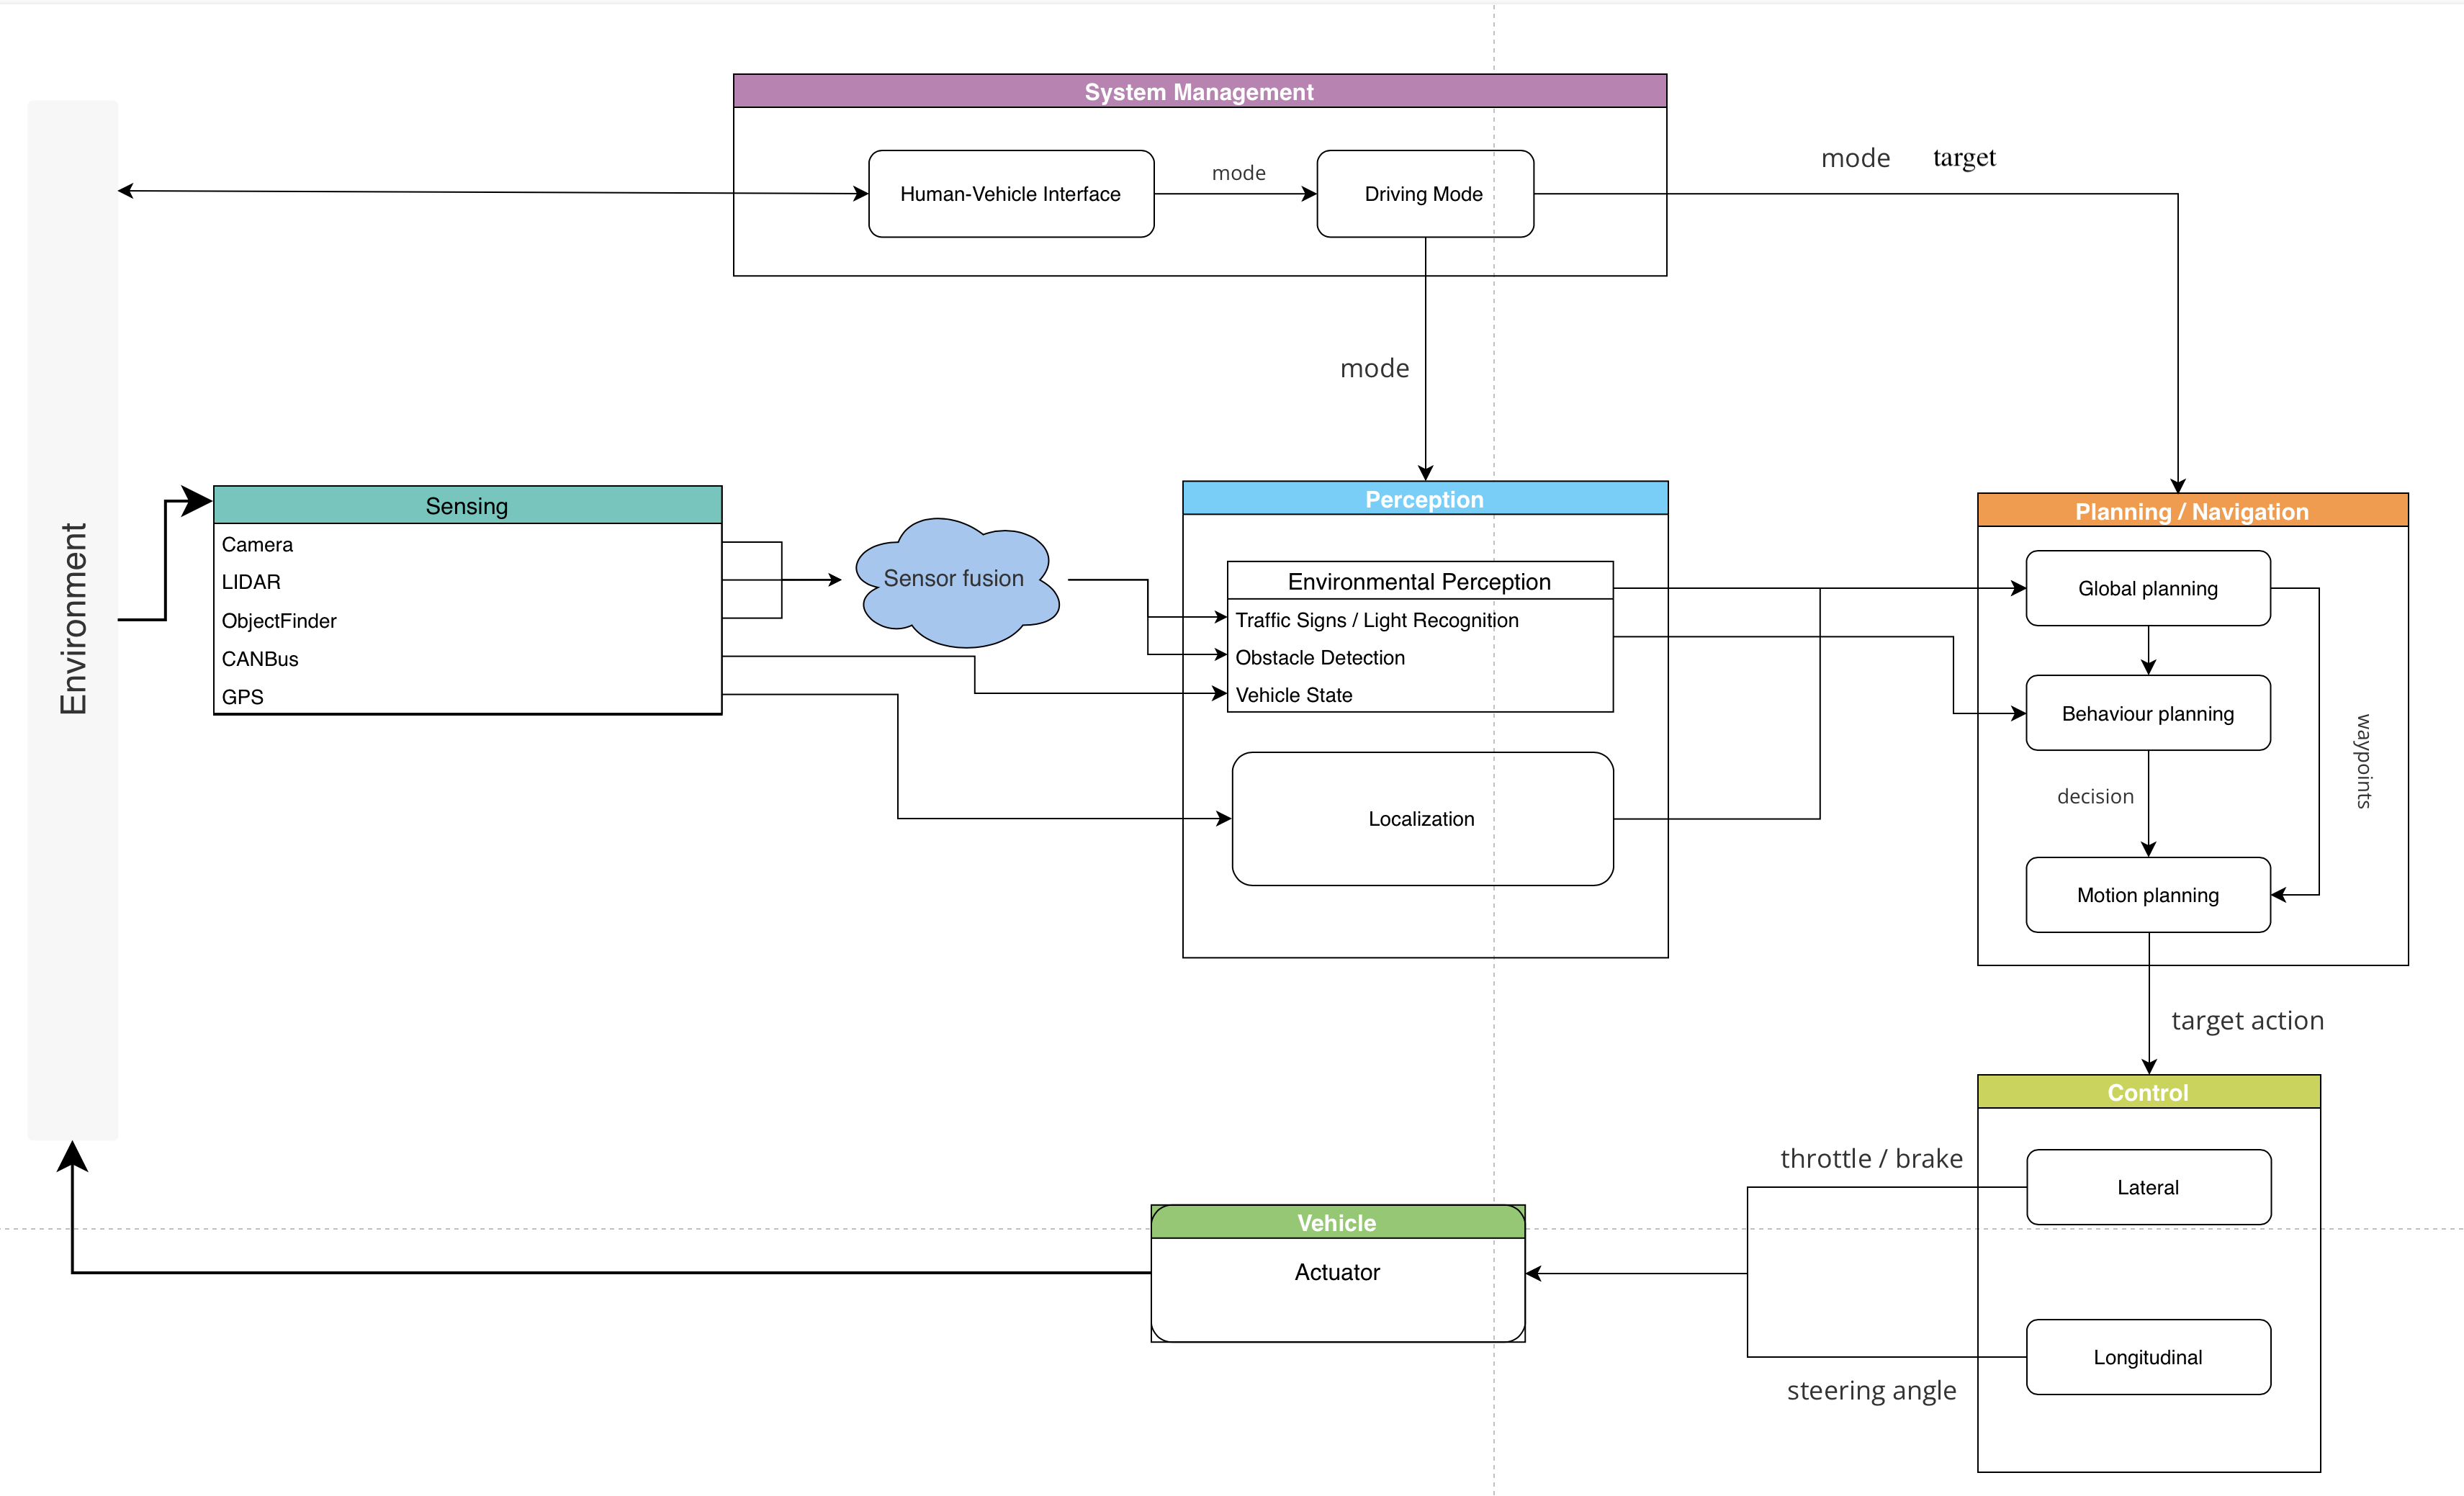 System Management
Human-Vehicle Interface
mode
Driving Mode
mode
target
mode
Environment
Sensing
Camera
LIDAR
ObjectFinder
CANBus
GPS
Sensor fusion
Perception
Environmental Perception
Traffic Signs / Light Recognition
Obstacle Detection
Vehicle State
Localization
Planning / Navigation
Global planning
Behaviour planning
waypoints
decision
Motion planning
target action
Control
throttle / brake
Lateral
Vehicle
Actuator
Longitudinal
steering angle